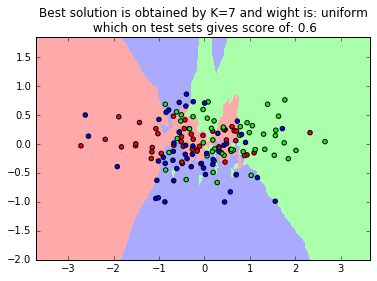 Best solution is obtained by K=7 and wight is: uniform
which on test sets gives score of: 0.6
1.5
1.0
0.5
0.0
−0.5
−1.0
−1.5
−2.0
−3 −2 −1 0 1 2 3